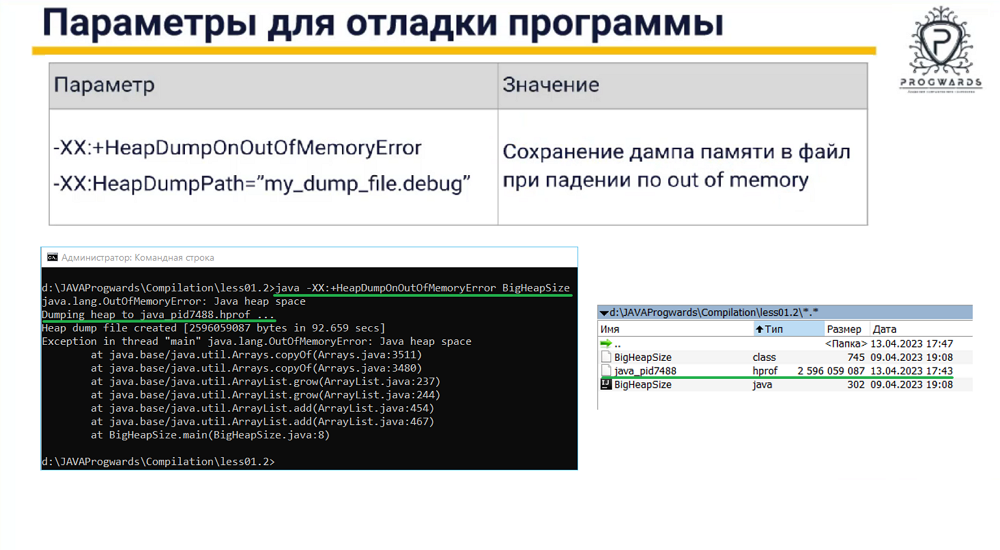 Параметры для отладки программы
PROGWARDS
Параметр
Значение
-XX:+HeapDumpOnOutOfMemoryError
-XX:HeapDumpPath=”my_dump_file.debug”
Сохранение дампа памяти в файл
при падении по out of memory
Администратор: Командная строка
d:\JAVAProgwards\Compilation\less01.2>java -XX:+HeapDumpOnOutOfMemoryError BigHeapSize
java.lang.OutOfMemoryError: Java heap space
Dumping heap to java_pid7488.hprof ...
Heap dump file created [2596059087 bytes in 92.659 secs]
Exception in thread "main" java.lang.OutOfMemoryError: Java heap space
at java.base/java.util.Arrays.copyOf(Arrays.java:3511)
at java.base/java.util.Arrays.copyOf(Arrays.java:3480)
at java.base/java.util.ArrayList.grow(ArrayList.java:237)
at java.base/java.util.ArrayList.grow(ArrayList.java:244)
at java.base/java.util.ArrayList.add(ArrayList.java:454)
at java.base/java.util.ArrayList.add(ArrayList.java:467)
at BigHeapSize.main(BigHeapSize.java:8)
d:\JAVAProgwards\Compilation\less01.2>
d:\JAVAProgwards\Compilation\less01.2\*.*
Имя Тип Размер Дата
.. <Папка> 13.04.2023 17:47
BigHeapSize class 745 09.04.2023 19:08
java_pid7488 hprof 2 596 059 087 13.04.2023 17:43
BigHeapSize java 302 09.04.2023 19:08